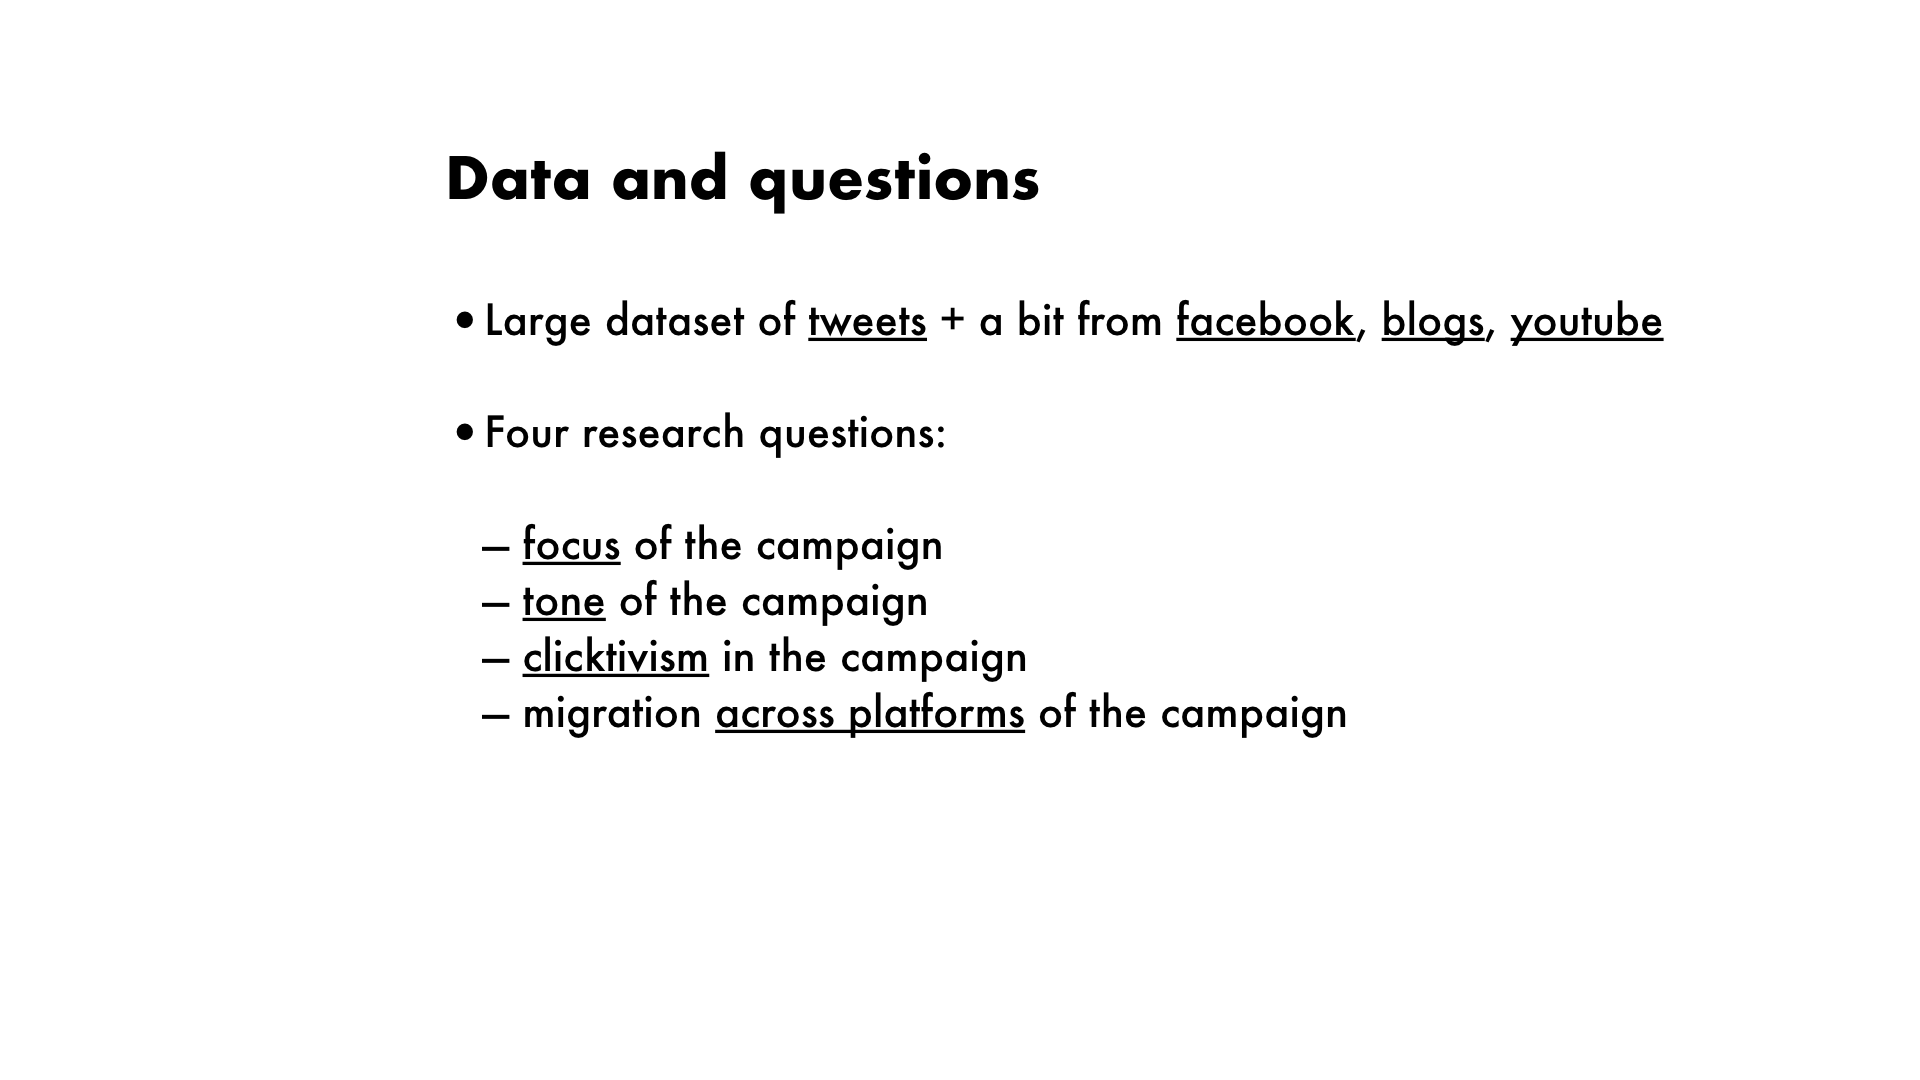 Data and questions
• Large dataset of tweets + a bit from facebook, blogs, youtube
• Four research questions:
– focus of the campaign
– tone of the campaign
– clicktivism in the campaign
– migration across platforms of the campaign